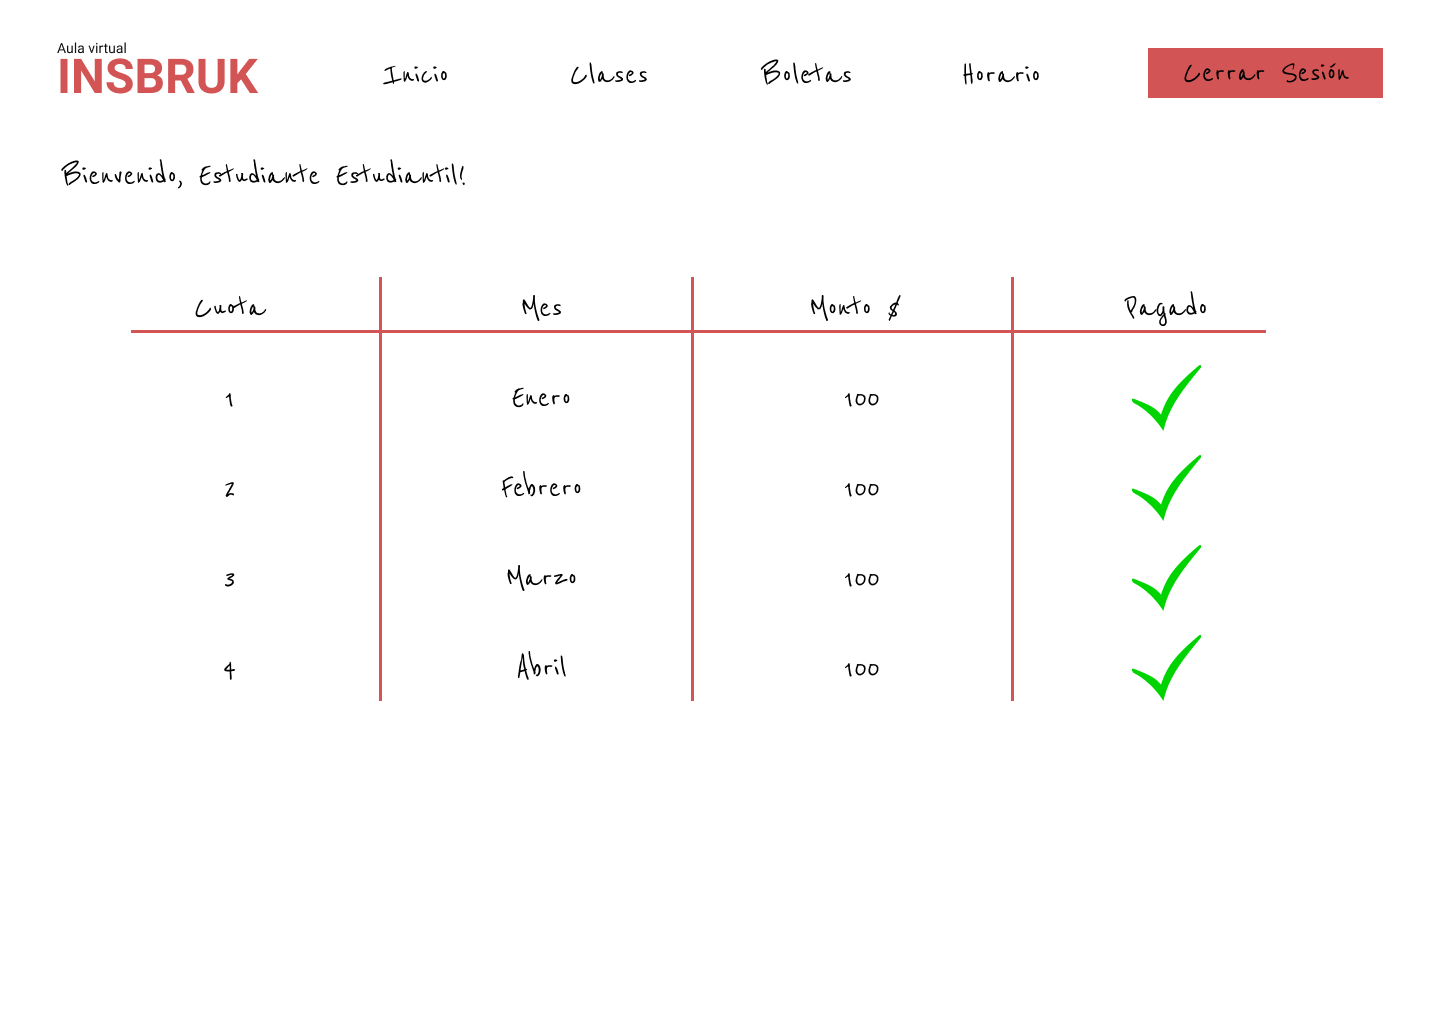 Aula virtual
INSBRUK
Inicio Clases Boletas Horario Cerrar Sesión
Bienvenido, Estudiante Estudiantil!
Cuota Mes Monto $ Pagado
1 Enero 100
2 Febrero 100
3 Marzo 100
4 Abril 100